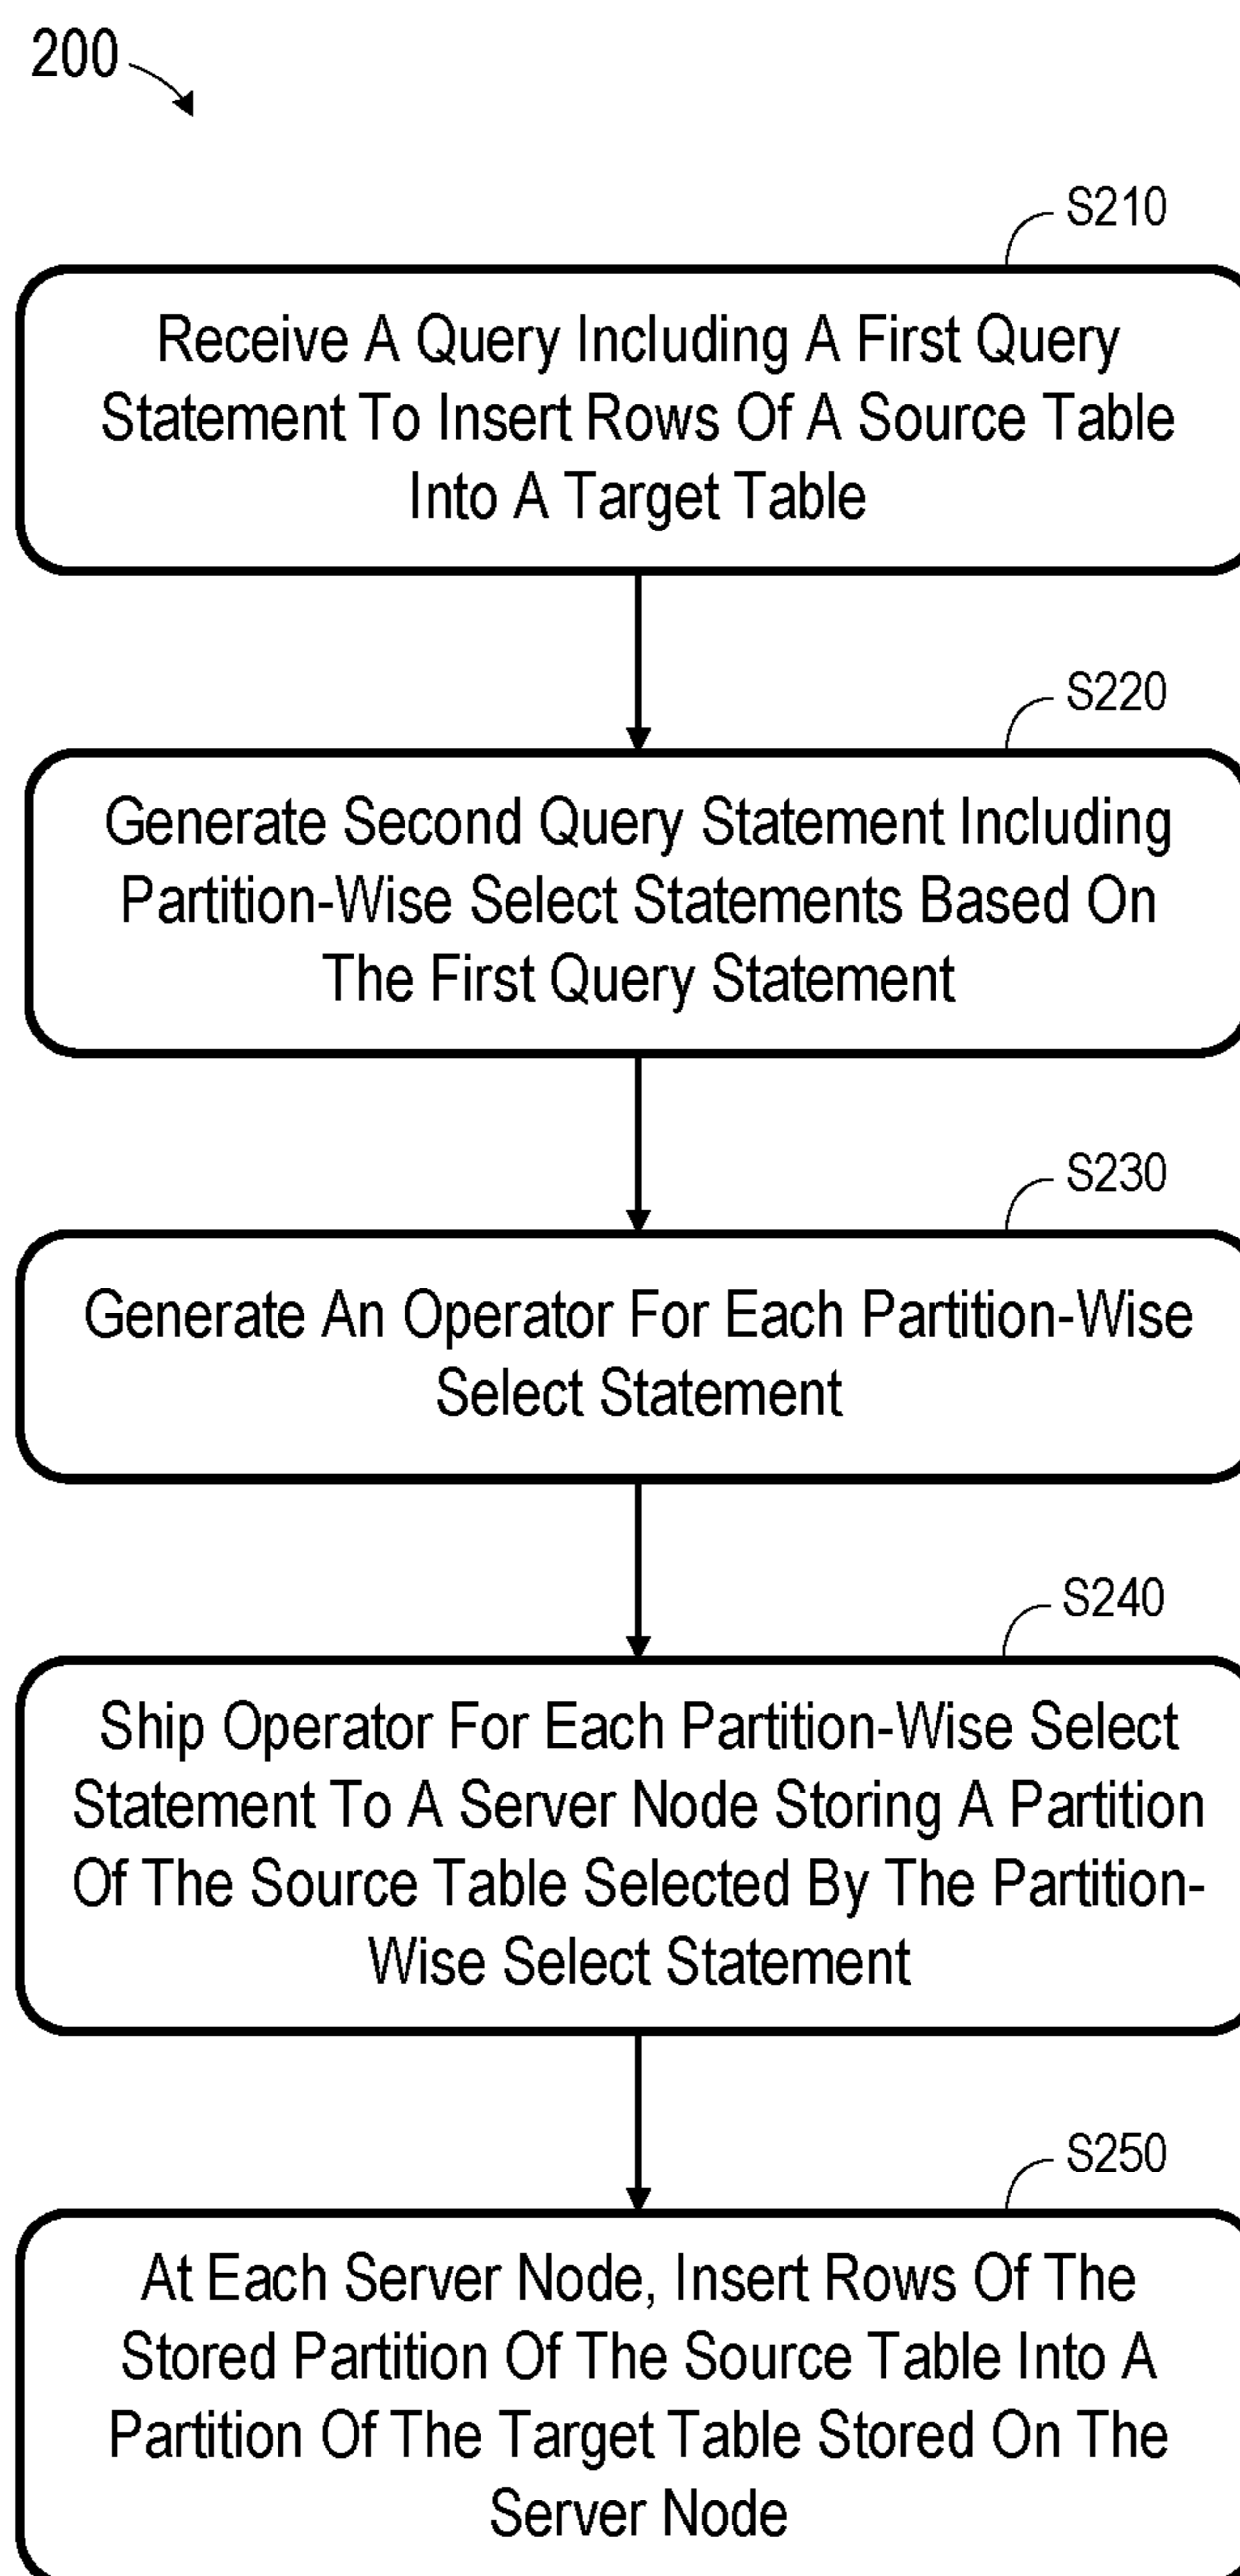 200
S210
Receive A Query Including A First Query
Statement To Insert Rows Of A Source Table
Into A Target Table
S220
Generate Second Query Statement Including
Partition-Wise Select Statements Based On
The First Query Statement
S230
Generate An Operator For Each Partition-Wise
Select Statement
S240
Ship Operator For Each Partition-Wise Select
Statement To A Server Node Storing A Partition
Of The Source Table Selected By The Partition-
Wise Select Statement
S250
At Each Server Node, Insert Rows Of The
Stored Partition Of The Source Table Into A
Partition Of The Target Table Stored On The
Server Node